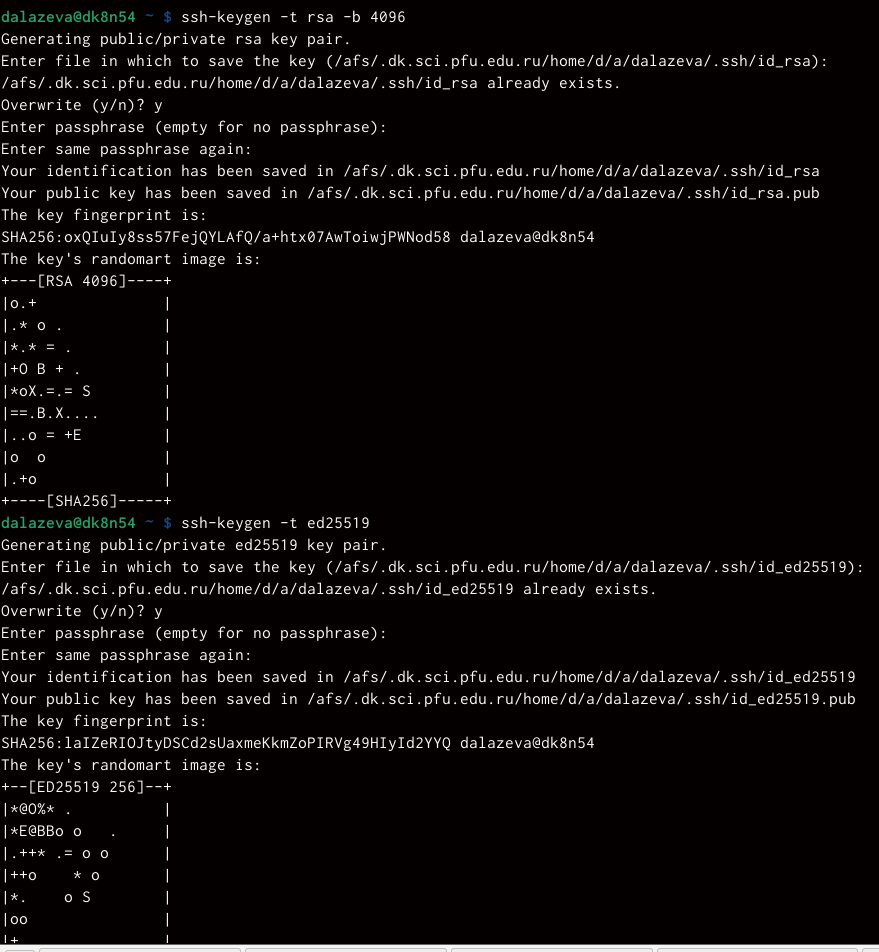 dalazeva@dk8n54 ~ $ ssh-keygen -t rsa -b 4096
Generating public/private rsa key pair.
Enter file in which to save the key (/afs/.dk.sci.pfu.edu.ru/home/d/a/dalazeva/.ssh/id_rsa):
/afs/.dk.sci.pfu.edu.ru/home/d/a/dalazeva/.ssh/id_rsa already exists.
Overwrite (y/n)? y
Enter passphrase (empty for no passphrase):
Enter same passphrase again:
Your identification has been saved in /afs/.dk.sci.pfu.edu.ru/home/d/a/dalazeva/.ssh/id_rsa
Your public key has been saved in /afs/.dk.sci.pfu.edu.ru/home/d/a/dalazeva/.ssh/id_rsa.pub
The key fingerprint is:
SHA256:oxQIuIy8ss57FejQYLAfQ/a+htx07AwToiwjPWNod58 dalazeva@dk8n54
The key's randomart image is:
+---[RSA 4096]----+
|o.+              |
|.* o .           |
|*.* = .          |
|+O B + .         |
|*oX.=.= S        |
|==.B.X....       |
|..o = +E         |
|o  o             |
|.+o              |
+----[SHA256]-----+
dalazeva@dk8n54 ~ $ ssh-keygen -t ed25519
Generating public/private ed25519 key pair.
Enter file in which to save the key (/afs/.dk.sci.pfu.edu.ru/home/d/a/dalazeva/.ssh/id_ed25519):
/afs/.dk.sci.pfu.edu.ru/home/d/a/dalazeva/.ssh/id_ed25519 already exists.
Overwrite (y/n)? y
Enter passphrase (empty for no passphrase):
Enter same passphrase again:
Your identification has been saved in /afs/.dk.sci.pfu.edu.ru/home/d/a/dalazeva/.ssh/id_ed25519
Your public key has been saved in /afs/.dk.sci.pfu.edu.ru/home/d/a/dalazeva/.ssh/id_ed25519.pub
The key fingerprint is:
SHA256:laIZeRIOJtyDSCd2sUaxmeKkmZoPIRVg49HIyId2YYQ dalazeva@dk8n54
The key's randomart image is:
+--[ED25519 256]--+
|*@O%* .          |
|*E@BBo o   .     |
|.++* .= o o      |
|++o    * o       |
|*.    o S        |
|oo               |
|+                |